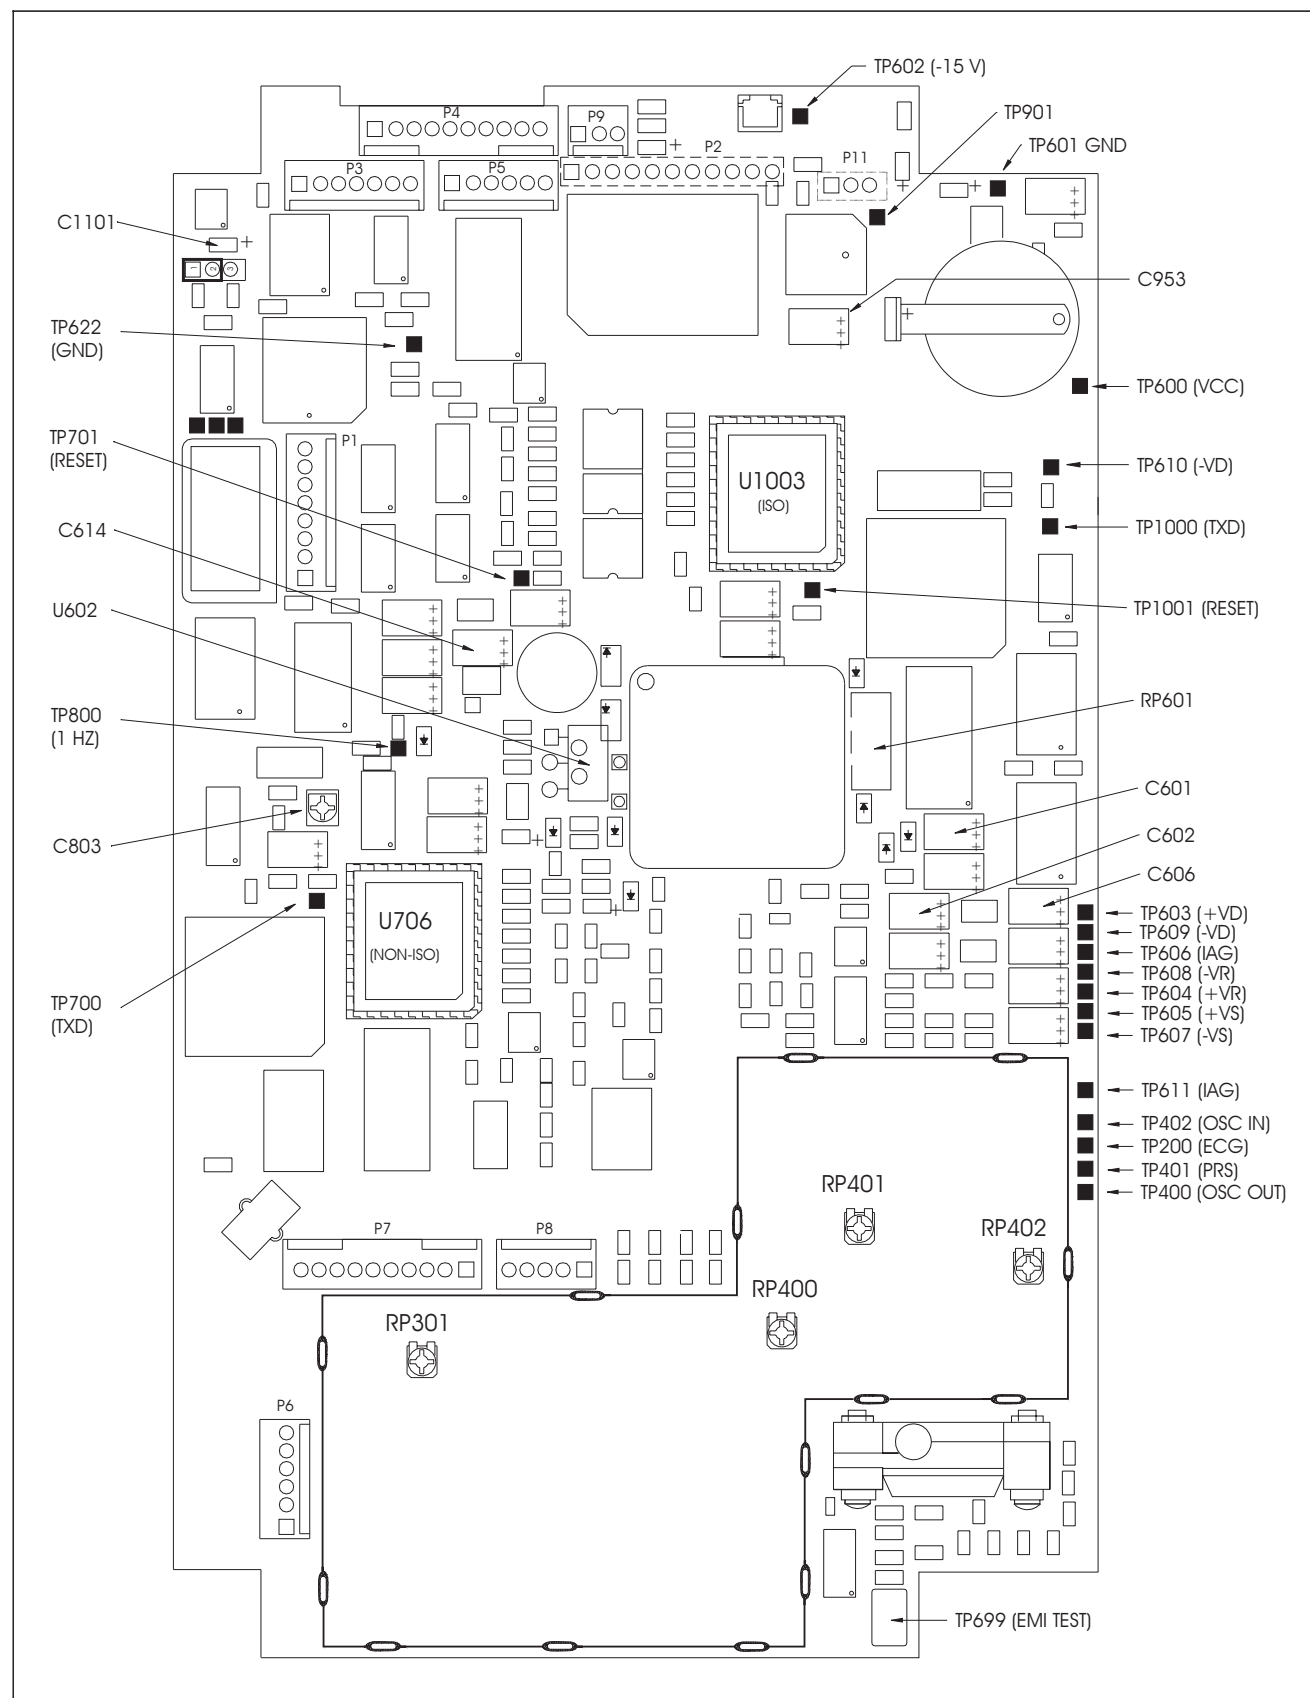 TP602 (-15 V)
P4
P9
TP901
P2
TP601 GND
P3
P5
P11
C1101
1
2
3
C953
TP622
(GND)
TP600 (VCC)
TP701
(RESET)
P1
TP610 (-VD)
U1003
(ISO)
C614
TP1000 (TXD)
U602
TP1001 (RESET)
TP800
(1 HZ)
RP601
C601
C803
C602
C606
U706
(NON-ISO)
TP603 (+VD)
TP609 (-VD)
TP606 (IAG)
TP608 (-VR)
TP604 (+VR)
TP605 (+VS)
TP607 (-VS)
TP700
(TXD)
TP611 (IAG)
TP402 (OSC IN)
TP200 (ECG)
TP401 (PRS)
TP400 (OSC OUT)
RP401
P7
P8
RP402
RP400
RP301
P6
TP699 (EMI TEST)